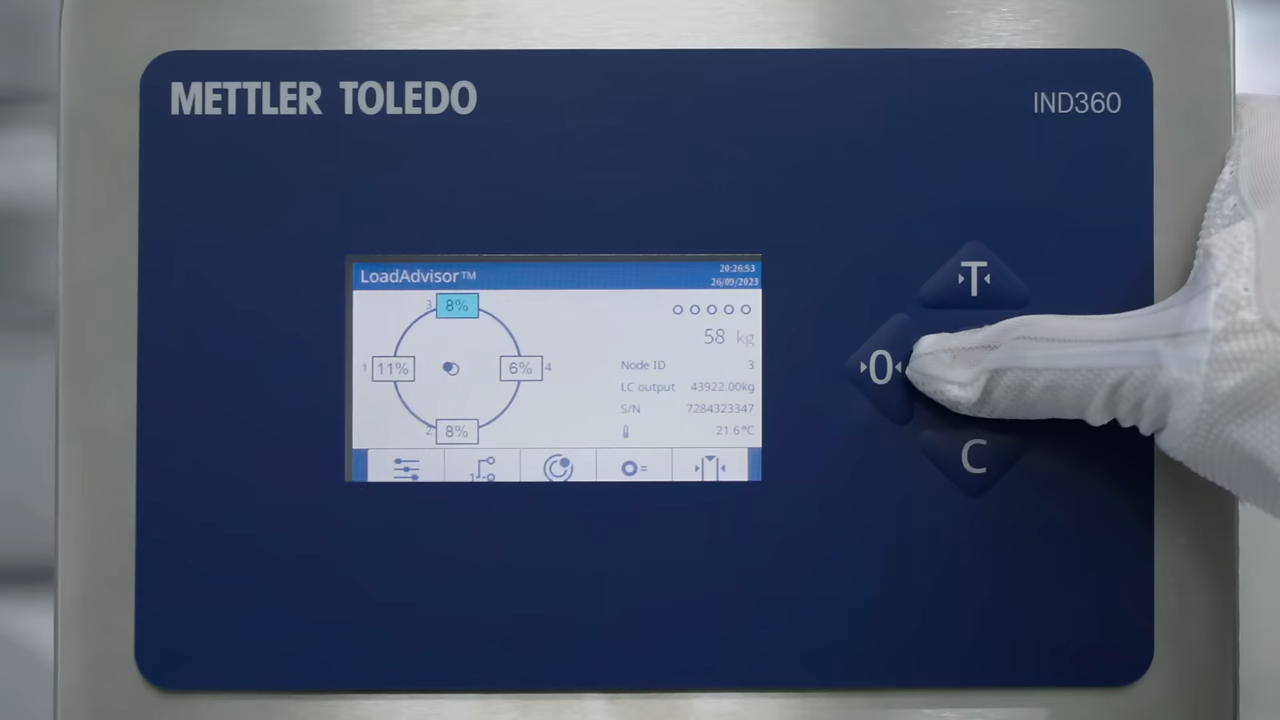 METTLER TOLEDO
IND360
LoadAdvisor™
20:26:53
26/09/2023
3 8%
1 11%
6% 4
2 8%
58 kg
Node ID 3
LC output 43922.00kg
S/N 7284323347
21.6°C
1
=
T
0
C